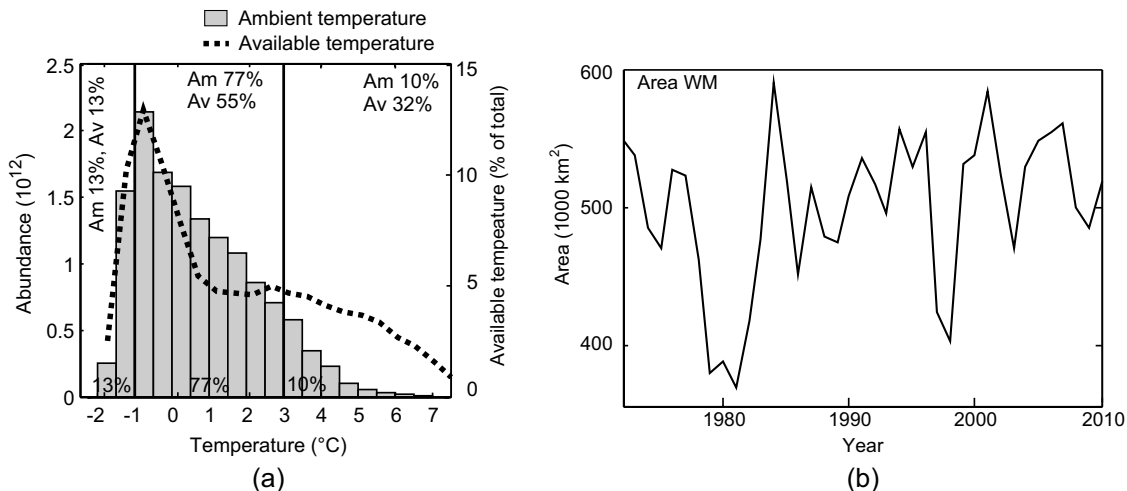 Ambient temperature
Available temperature
2.5
2
1.5
1
0.5
0
Abundance (10^12)
Am 13%, Av 13%
Am 77%
Av 55%
Am 10%
Av 32%
13%
77%
10%
15
10
5
0
Available tempeature (% of total)
-2 -1 0 1 2 3 4 5 6 7
Temperature (°C)
(a)
Area WM
600
500
400
Area (1000 km²)
1980 1990 2000 2010
Year
(b)